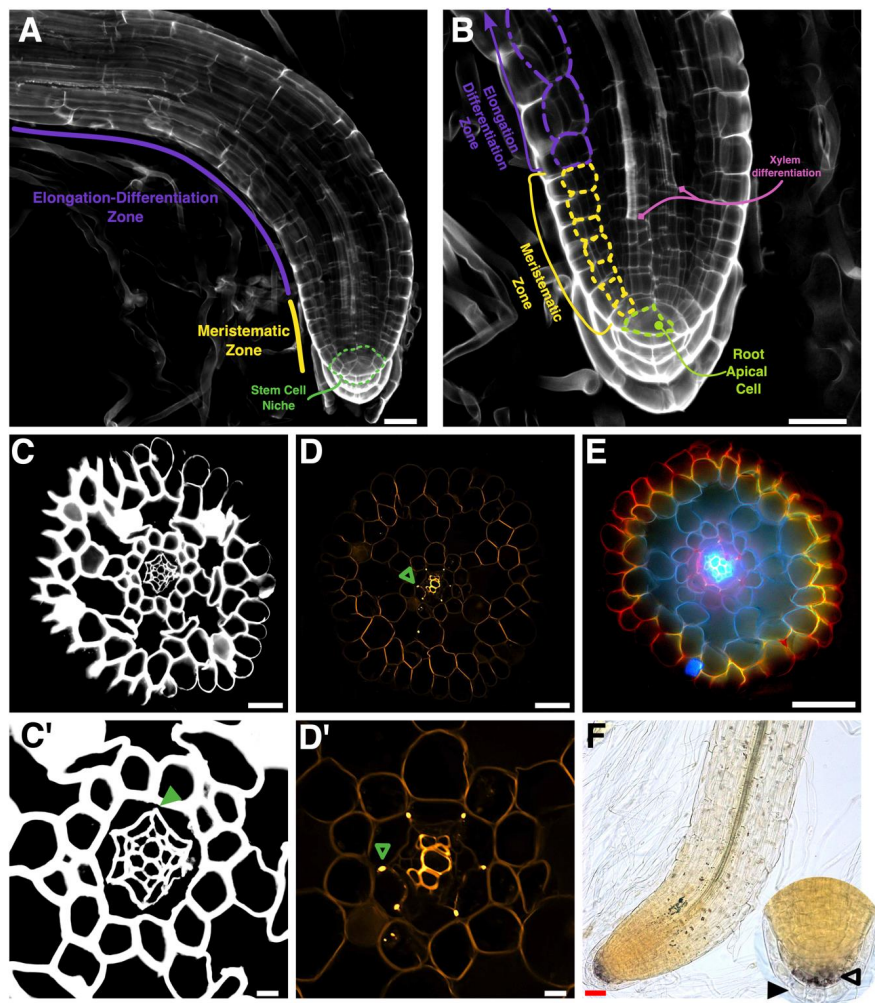 A
Elongation-Differentiation
Zone
Meristematic
Zone
Stem Cell
Niche
B
Elongation
Differentiation
Zone
Meristematic
Zone
Xylem
differentiation
Root
Apical
Cell
C
D
E
C'
D'
F